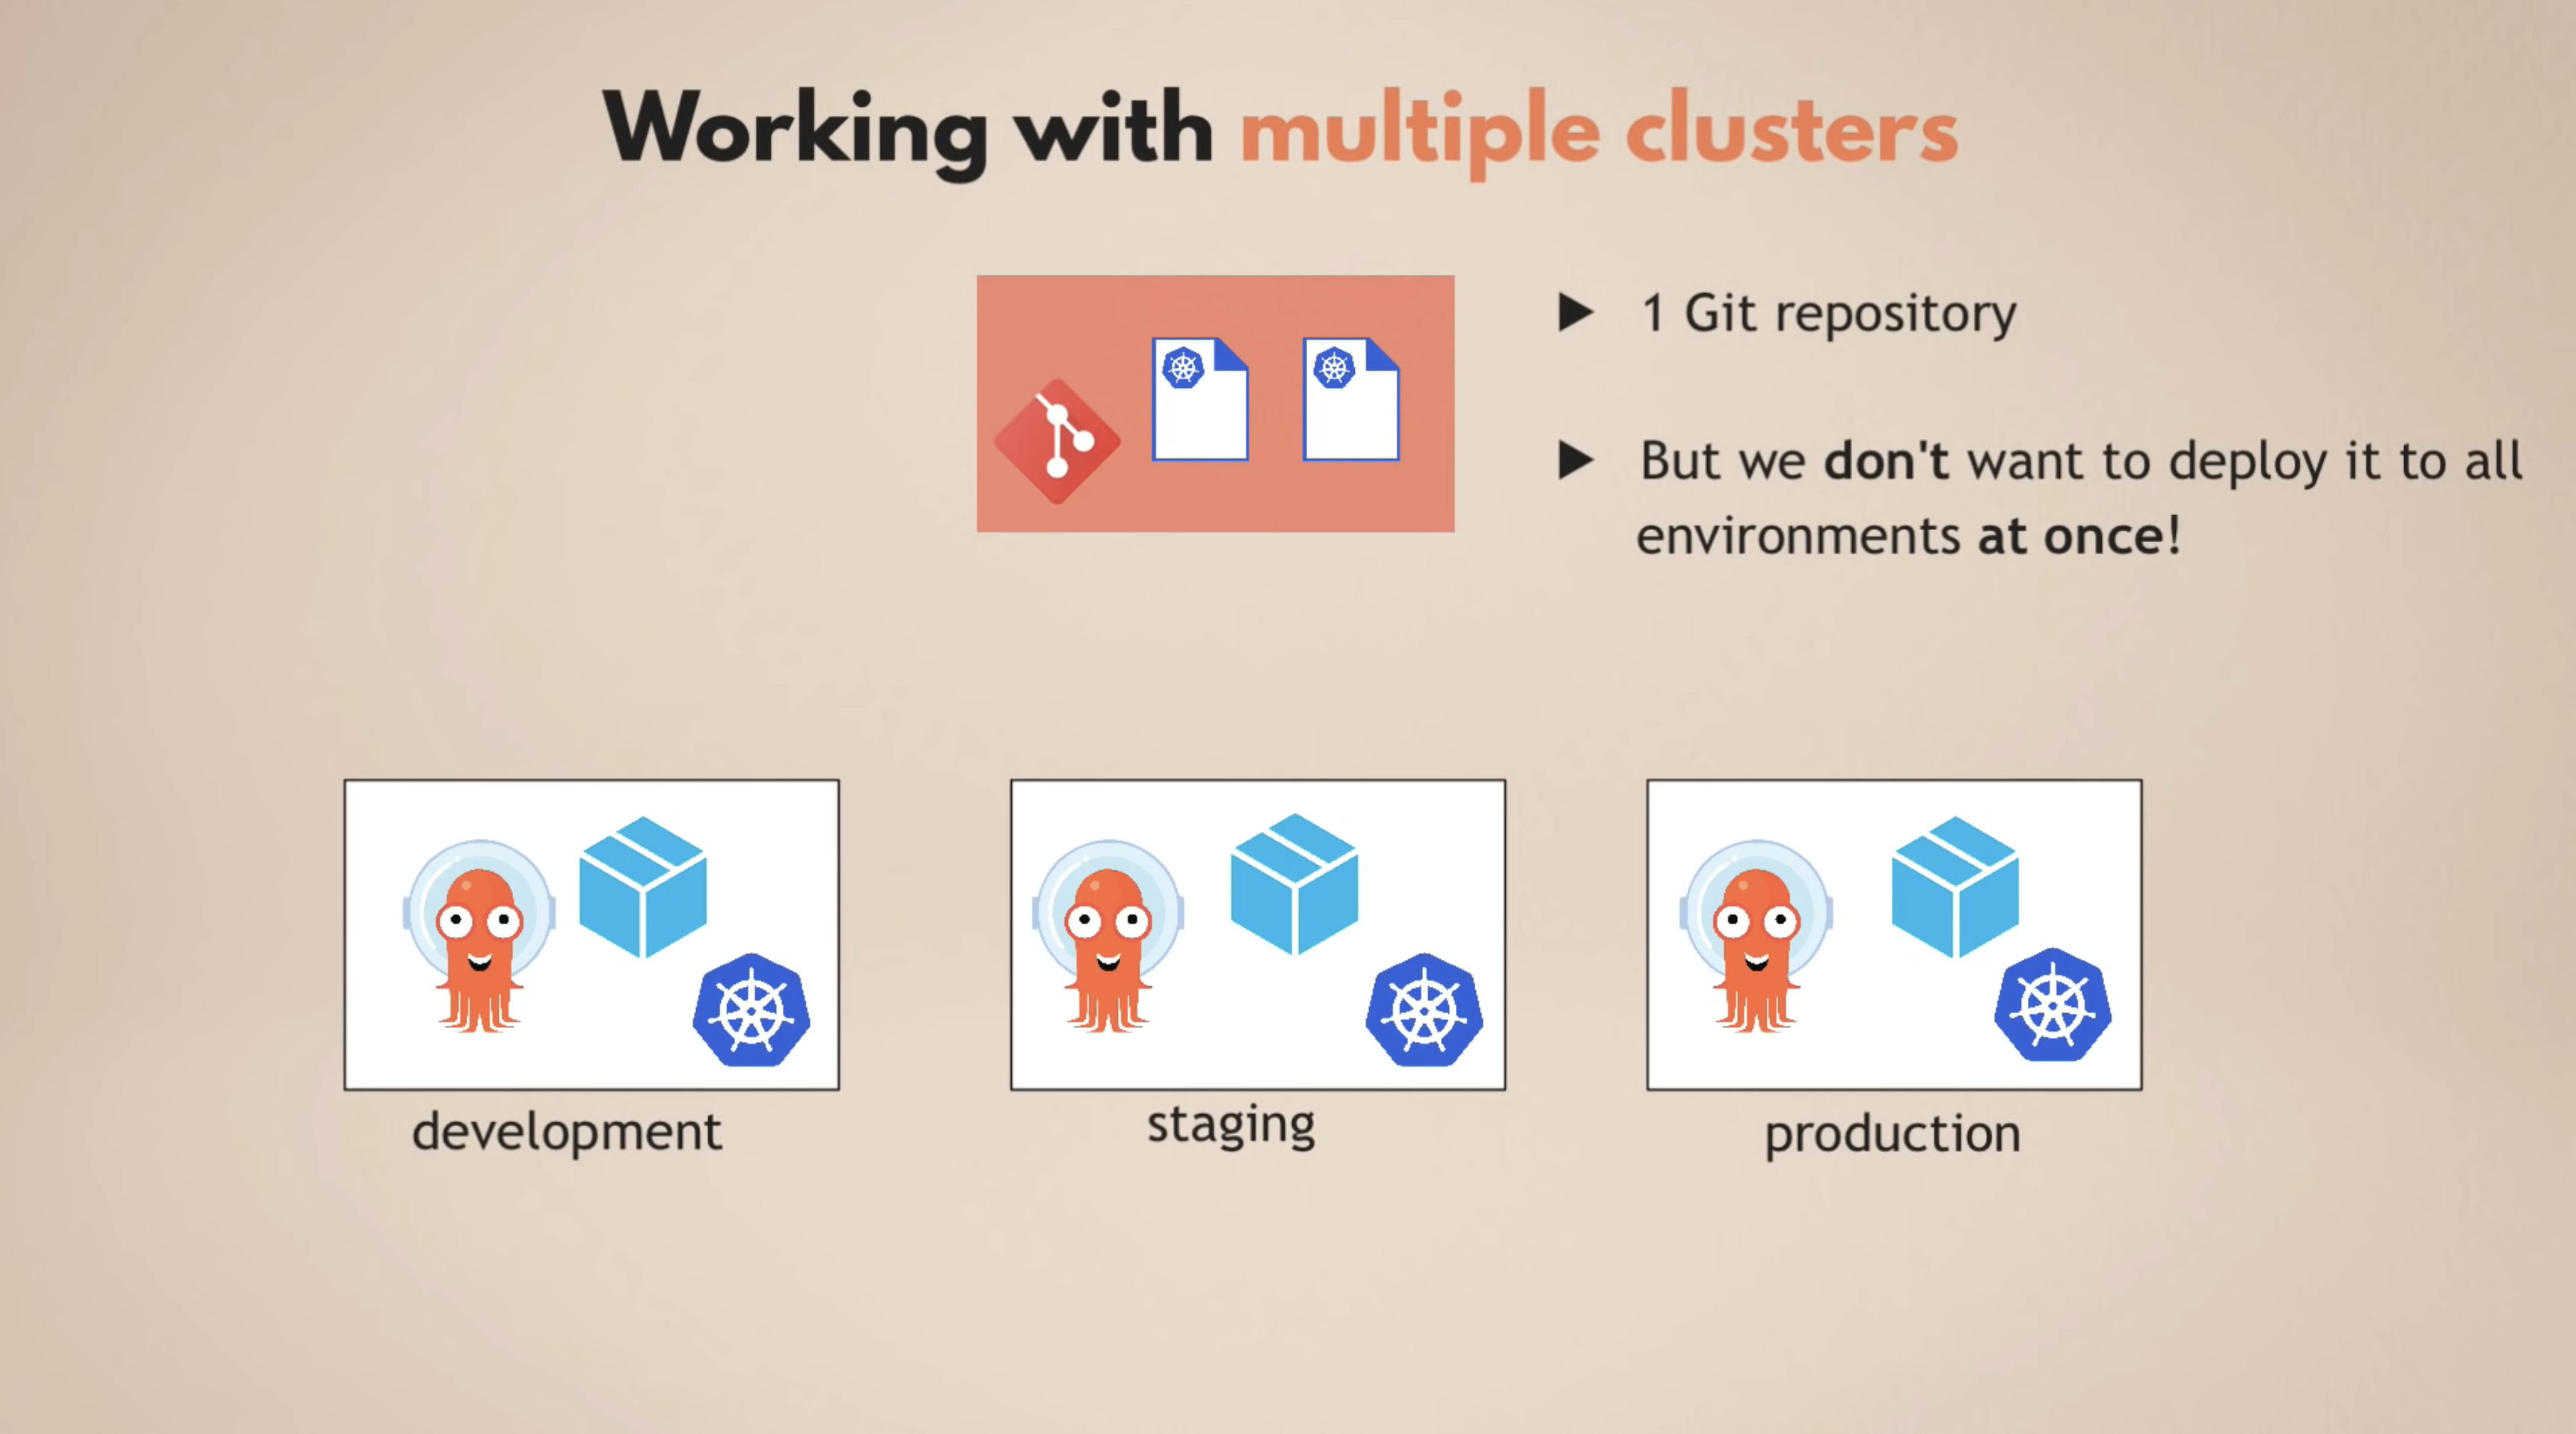 Working with multiple clusters
▶ 1 Git repository
▶ But we don't want to deploy it to all
environments at once!
development
staging
production